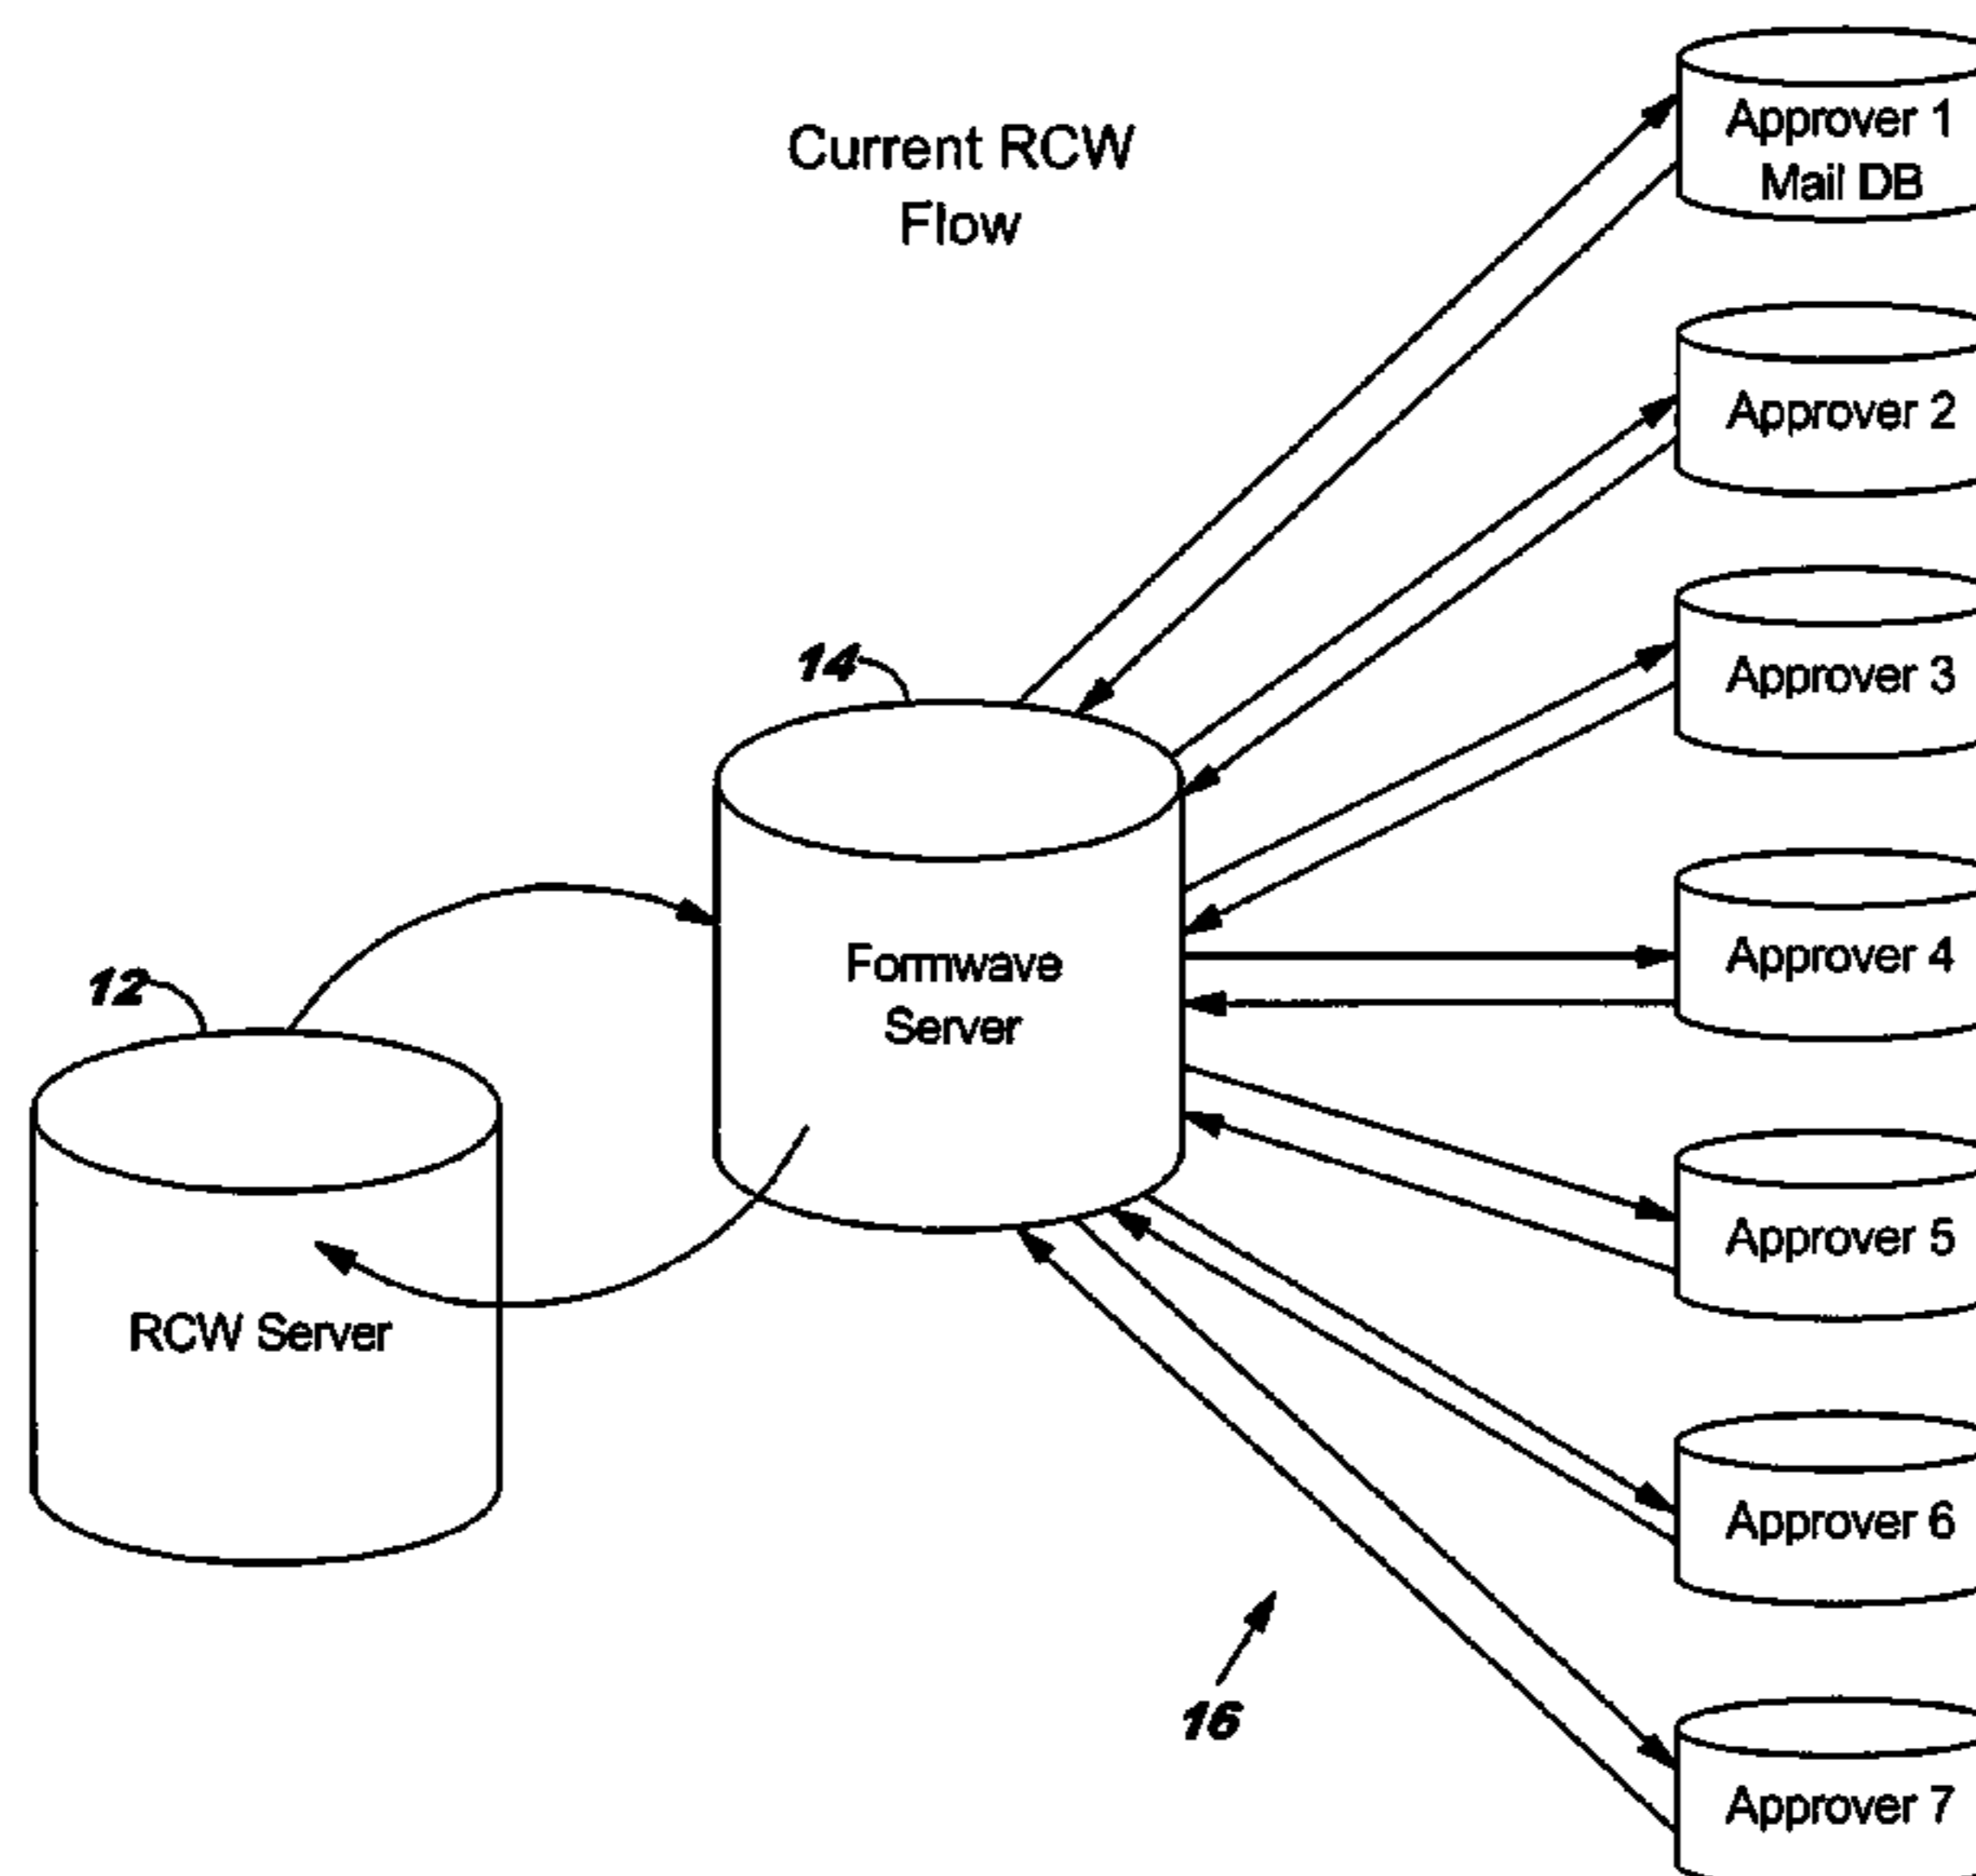 Current RCW
Flow
Approver 1
Mail DB
Approver 2
Approver 3
14
Approver 4
Formwave
Server
12
Approver 5
RCW Server
Approver 6
16
Approver 7